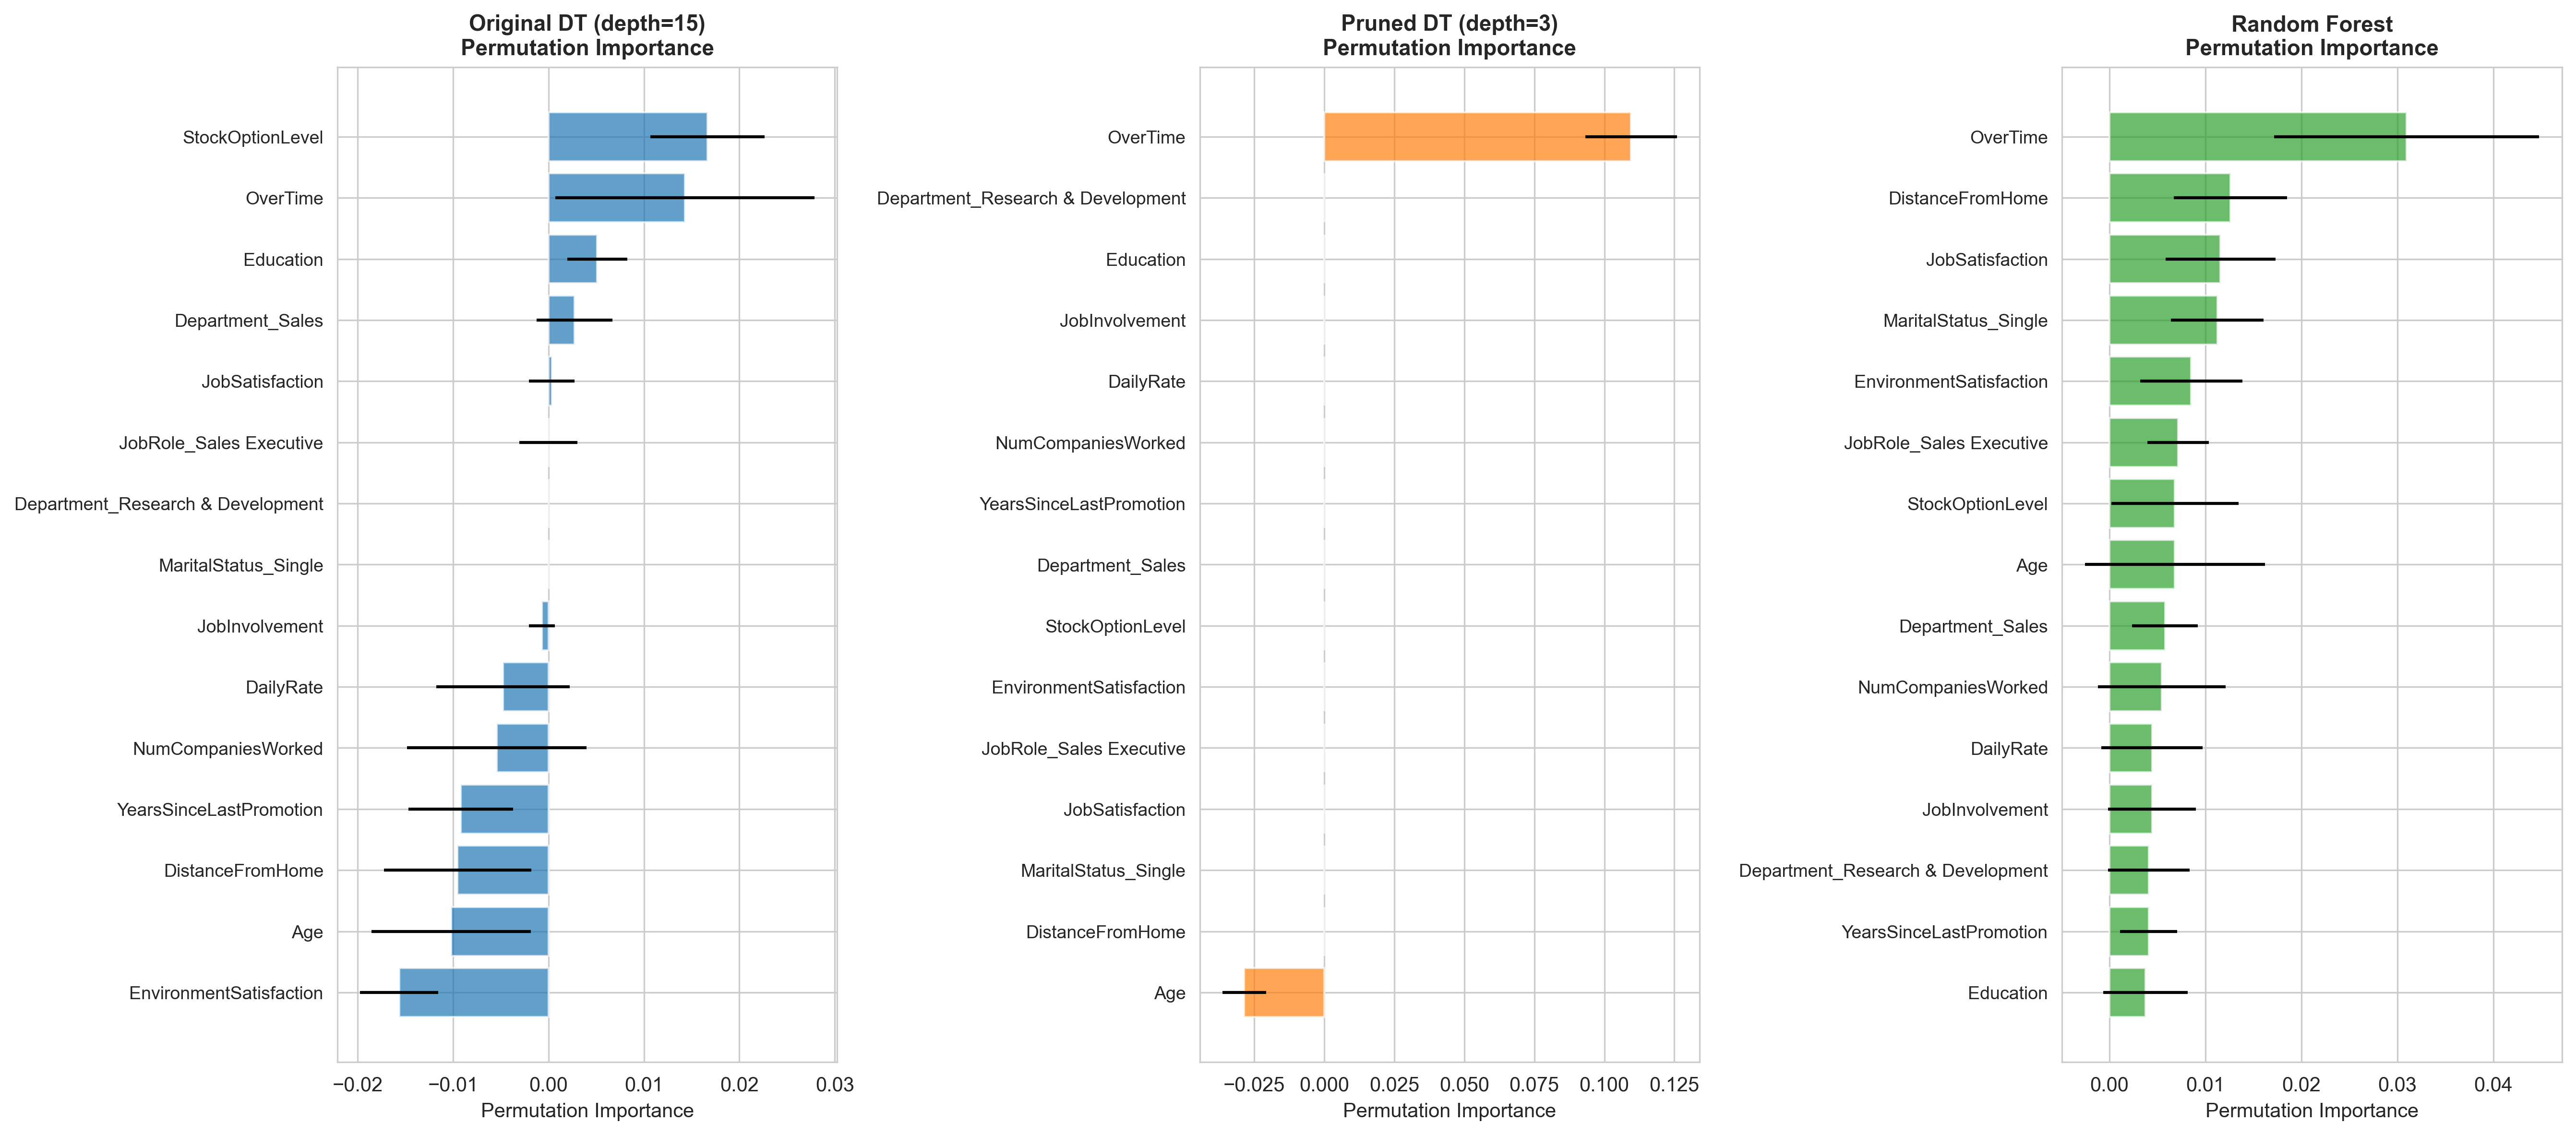 Original DT (depth=15)
Permutation Importance
StockOptionLevel
OverTime
Education
Department_Sales
JobSatisfaction
JobRole_Sales Executive
Department_Research & Development
MaritalStatus_Single
JobInvolvement
DailyRate
NumCompaniesWorked
YearsSinceLastPromotion
DistanceFromHome
Age
EnvironmentSatisfaction
−0.02 −0.01 0.00 0.01 0.02 0.03
Permutation Importance
Pruned DT (depth=3)
Permutation Importance
OverTime
Department_Research & Development
Education
JobInvolvement
DailyRate
NumCompaniesWorked
YearsSinceLastPromotion
Department_Sales
StockOptionLevel
EnvironmentSatisfaction
JobRole_Sales Executive
JobSatisfaction
MaritalStatus_Single
DistanceFromHome
Age
−0.025 0.000 0.025 0.050 0.075 0.100 0.125
Permutation Importance
Random Forest
Permutation Importance
OverTime
DistanceFromHome
JobSatisfaction
MaritalStatus_Single
EnvironmentSatisfaction
JobRole_Sales Executive
StockOptionLevel
Age
Department_Sales
NumCompaniesWorked
DailyRate
JobInvolvement
Department_Research & Development
YearsSinceLastPromotion
Education
0.00 0.01 0.02 0.03 0.04
Permutation Importance